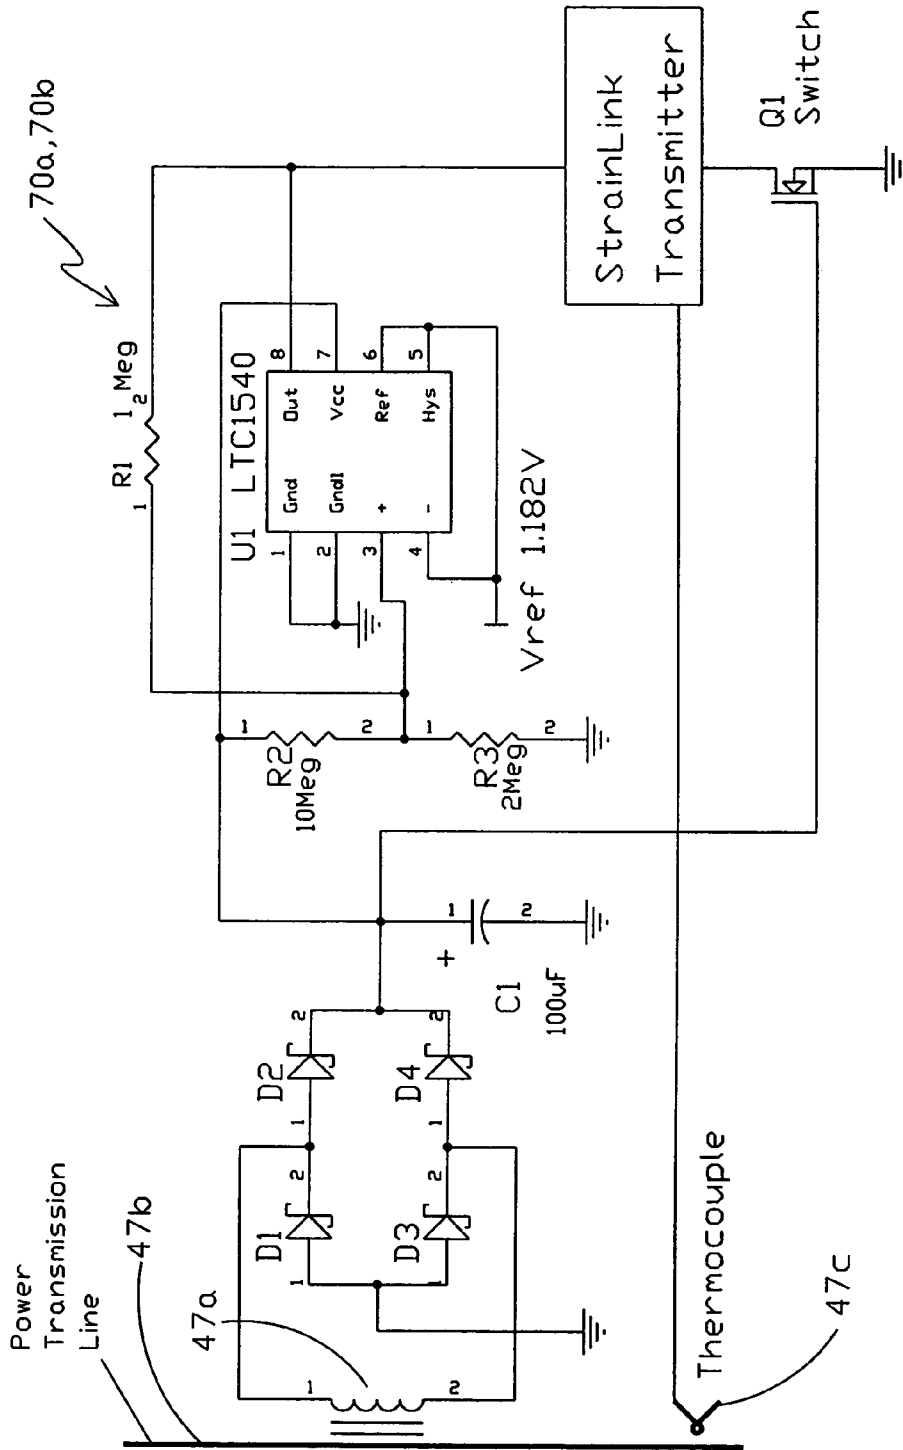 70a,70b
R1
1 Meg
1
2
U1 LTC1540
1
Gnd
Out
8
2
Gnd1
Vcc
7
3
+
Ref
6
4
-
Hys
5
Vref 1.182V
StrainLink
Transmitter
Q1
Switch
1
R2
10Meg
2
1
R3
2Meg
2
+
1
2
C1
100uF
D2
1
2
D4
1
2
D1
1
2
D3
1
2
Power
Transmission
Line
47b
47a
1
2
Thermocouple
47c